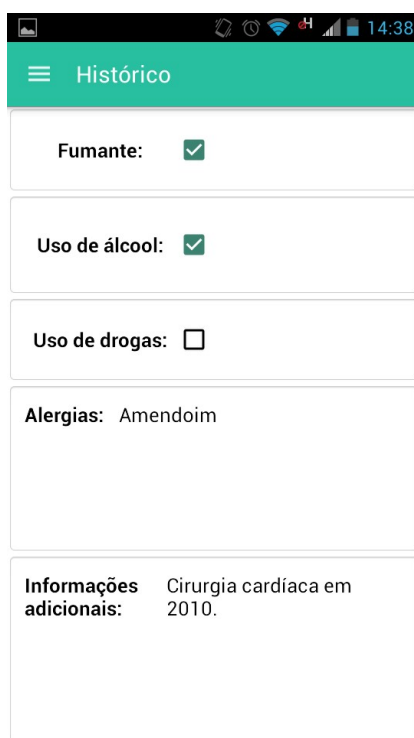 14:38
Histórico
Fumante:
Uso de álcool:
Uso de drogas:
Alergias: Amendoim
Informações adicionais: Cirurgia cardíaca em 2010.